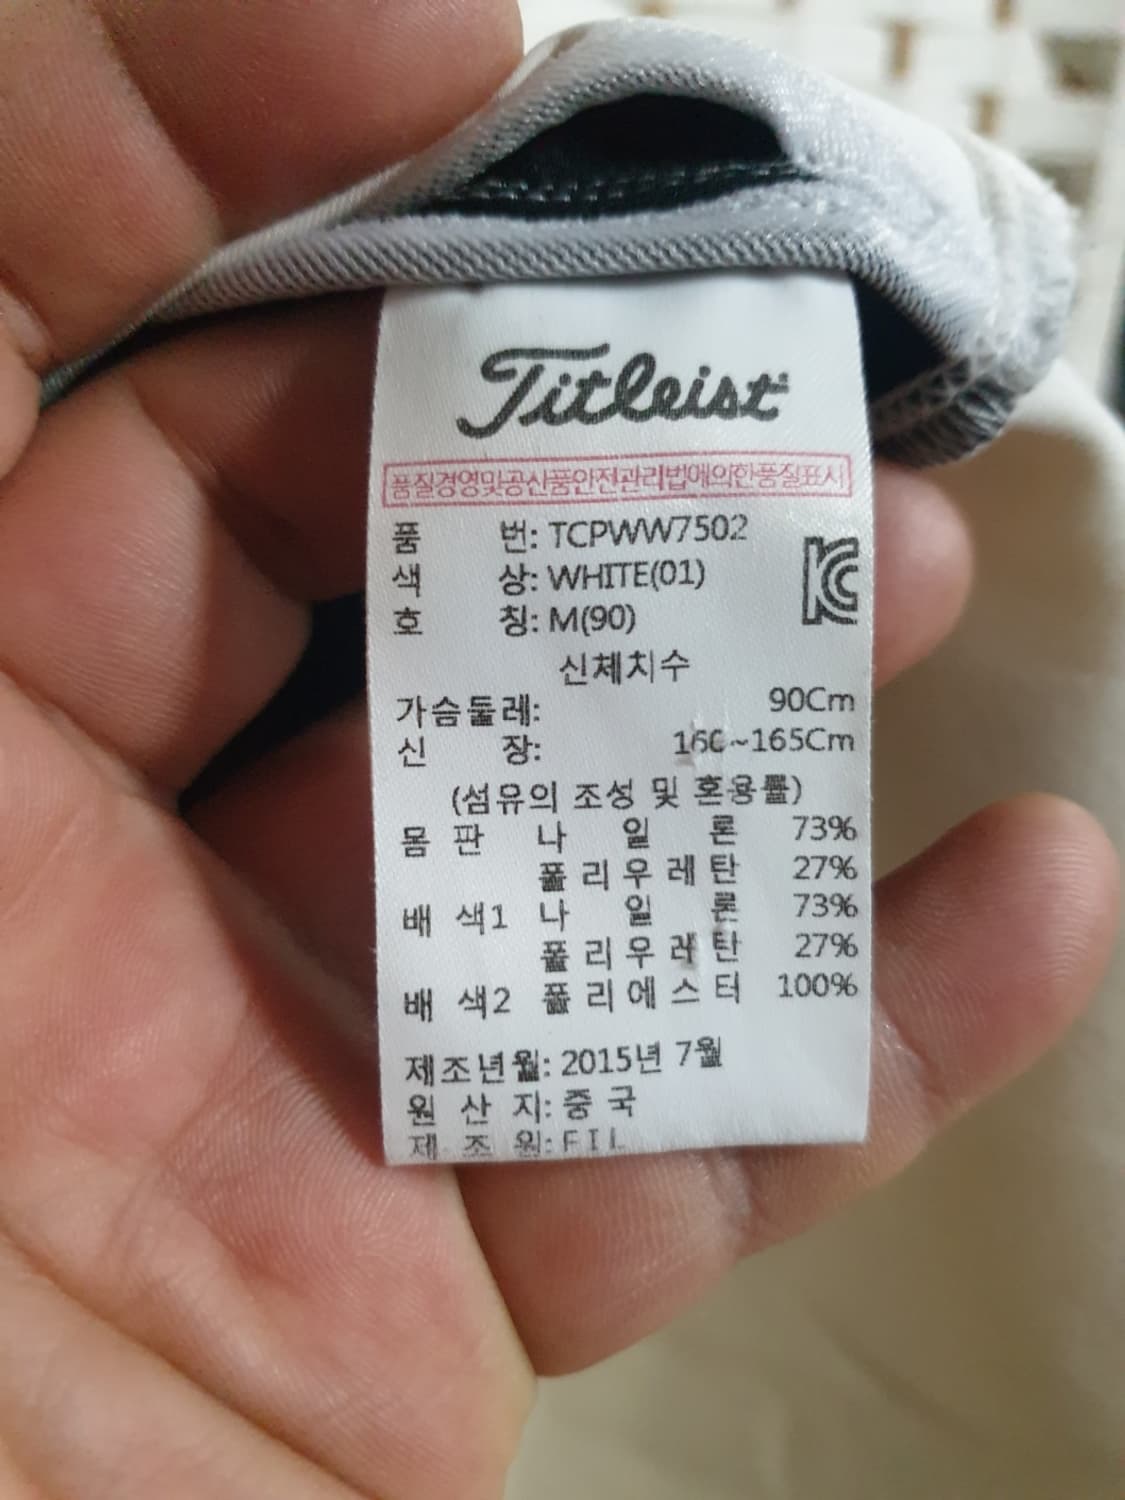 Titleist
품질경영및공산품안전관리법에의한품질표시
품 번: TCPWW7502
색 상: WHITE(01)
호 칭: M(90)
신체치수
가슴둘레: 90Cm
신 장: 160~165Cm
(섬유의 조성 및 혼용률)
몸 판 나 일 론 73%
폴리우레탄 27%
배 색1 나 일 론 73%
폴리우레탄 27%
배 색2 폴리에스터 100%
제조년월: 2015년 7월
원 산 지: 중 국
제 조 원: FIL